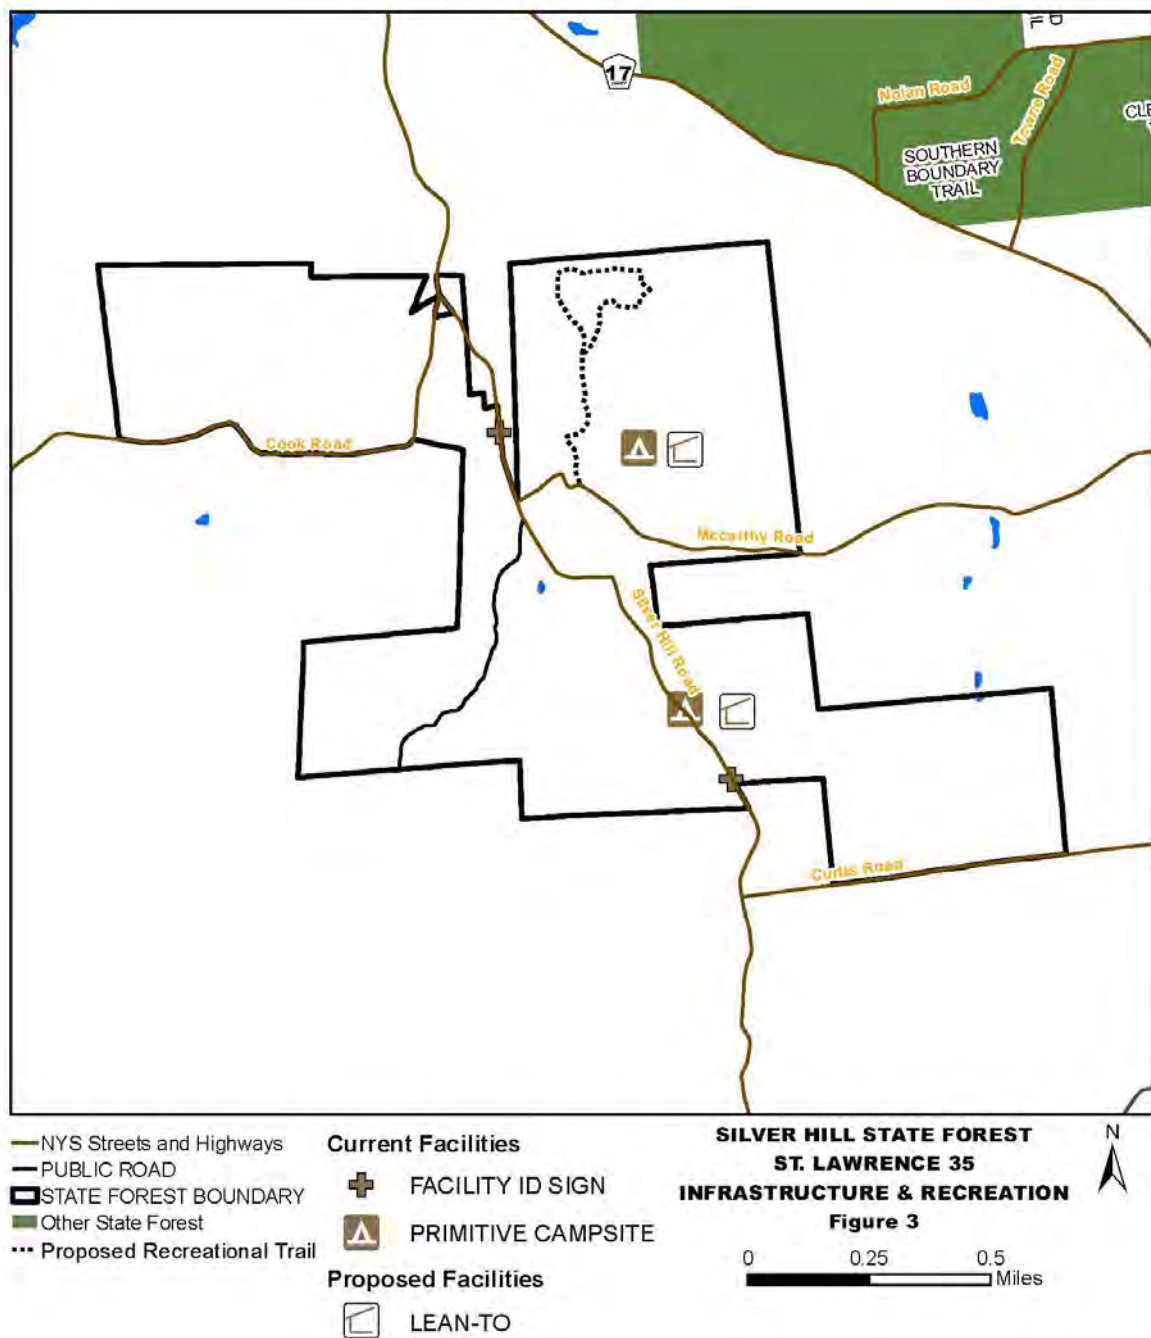 D
IL
17
Nolan Road
Towne Road
CLE
SOUTHERN
BOUNDARY
TRAIL
Cook Road
Mccarthy Road
Silver Hill Road
Curtis Road
NYS Streets and Highways
PUBLIC ROAD
STATE FOREST BOUNDARY
Other State Forest
Proposed Recreational Trail
Current Facilities
FACILITY ID SIGN
PRIMITIVE CAMPSITE
Proposed Facilities
LEAN-TO
SILVER HILL STATE FOREST
ST. LAWRENCE 35
INFRASTRUCTURE & RECREATION
Figure 3
N
0 0.25 0.5
Miles